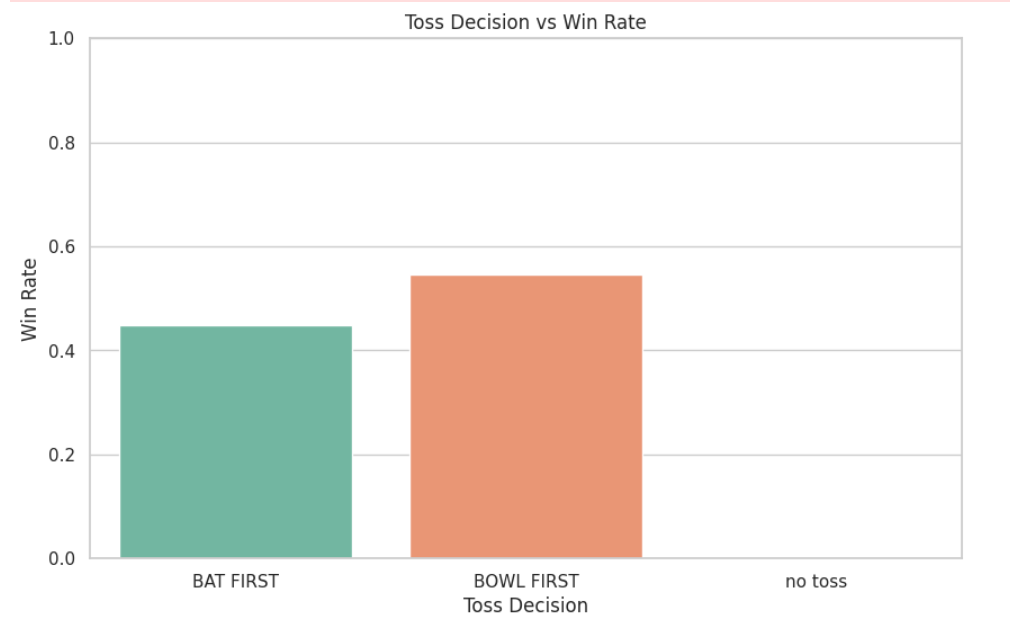 Toss Decision vs Win Rate
1.0
0.8
0.6
0.4
0.2
0.0
Win Rate
BAT FIRST BOWL FIRST no toss
Toss Decision